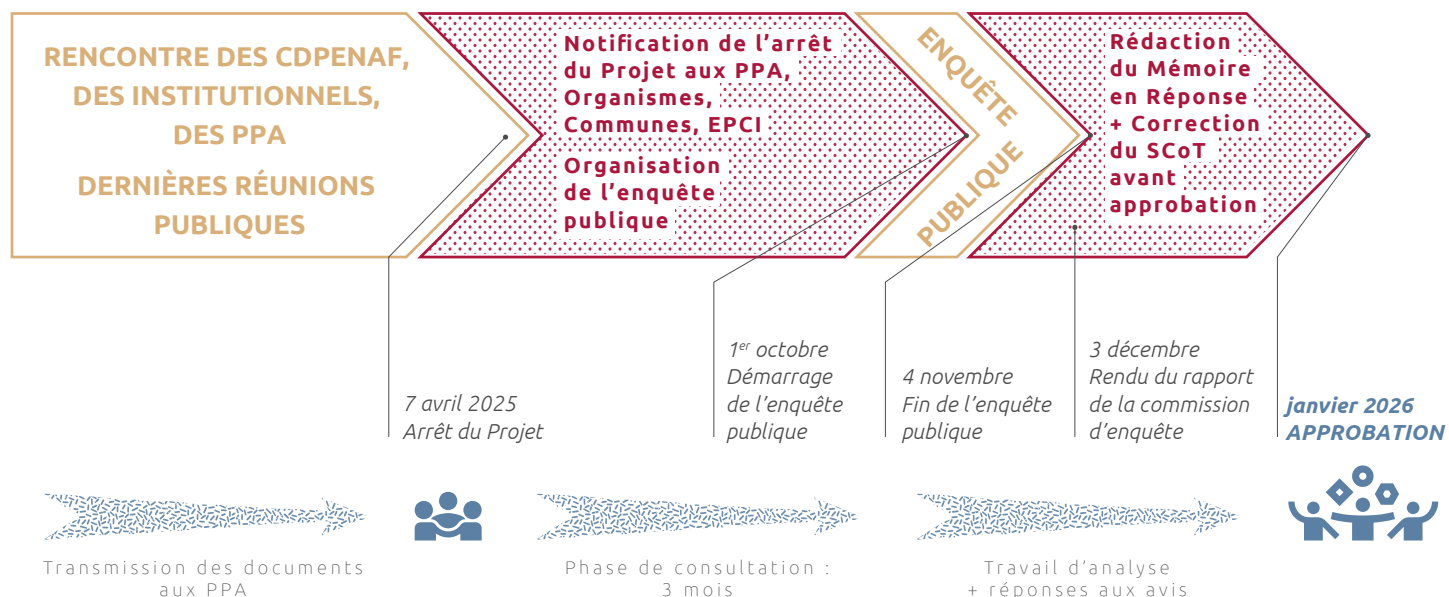 RENCONTRE DES CDPENAF,
DES INSTITUTIONNELS,
DES PPA
DERNIÈRES RÉUNIONS
PUBLIQUES
Notification de l’arrêt
du Projet aux PPA,
Organismes,
Communes, EPCI
Organisation
de l’enquête
publique
ENQUÊTE
PUBLIQUE
Rédaction
du Mémoire
en Réponse
+ Correction
du SCoT
avant
approbation
7 avril 2025
Arrêt du Projet
1er octobre
Démarrage
de l’enquête
publique
4 novembre
Fin de l’enquête
publique
3 décembre
Rendu du rapport
de la commission
d’enquête
janvier 2026
APPROBATION
Transmission des documents
aux PPA
Phase de consultation :
3 mois
Travail d’analyse
+ réponses aux avis